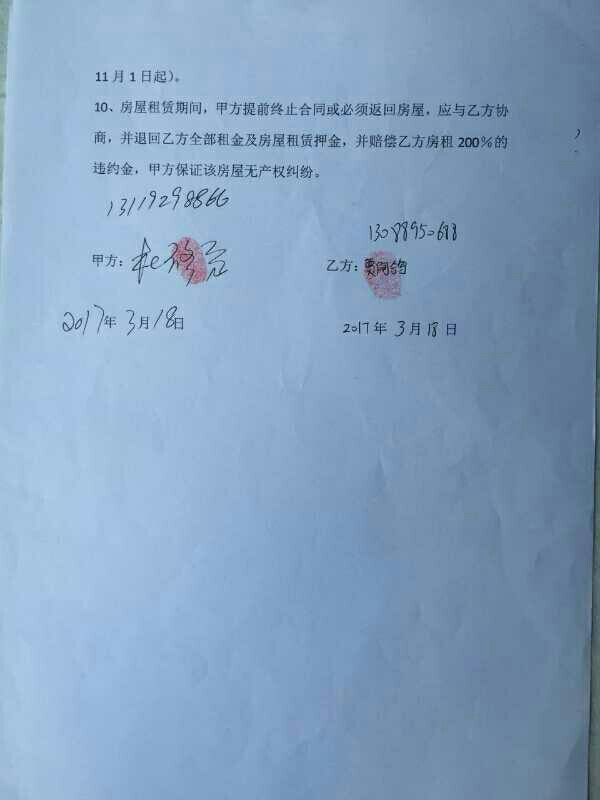 11月1日起）。
10、房屋租赁期间，甲方提前终止合同或必须返回房屋，应与乙方协
商，并退回乙方全部租金及房屋租赁押金，并赔偿乙方房租 200%的
违约金，甲方保证该房屋无产权纠纷。
13119298866
甲方：
乙方：
2017年3月18日
2017年3月18日